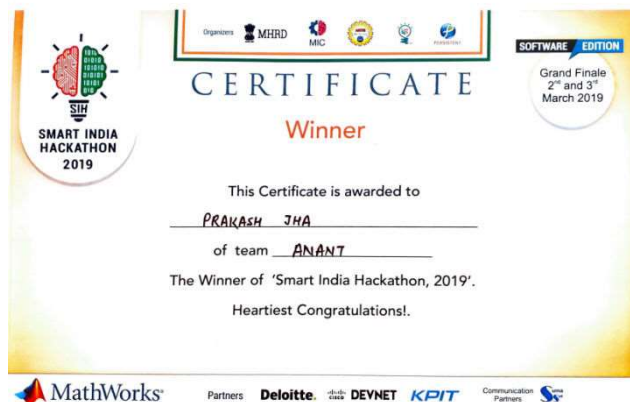 Organizers MHRD MIC PERSISTENT
SOFTWARE EDITION
Grand Finale
2nd and 3rd
March 2019
SIH
SMART INDIA
HACKATHON
2019
CERTIFICATE
Winner
This Certificate is awarded to
PRAKASH JHA
of team ANANT
The Winner of 'Smart India Hackathon, 2019'.
Heartiest Congratulations!.
MathWorks Partners Deloitte. CISCO DEVNET KPIT Communication
Partners